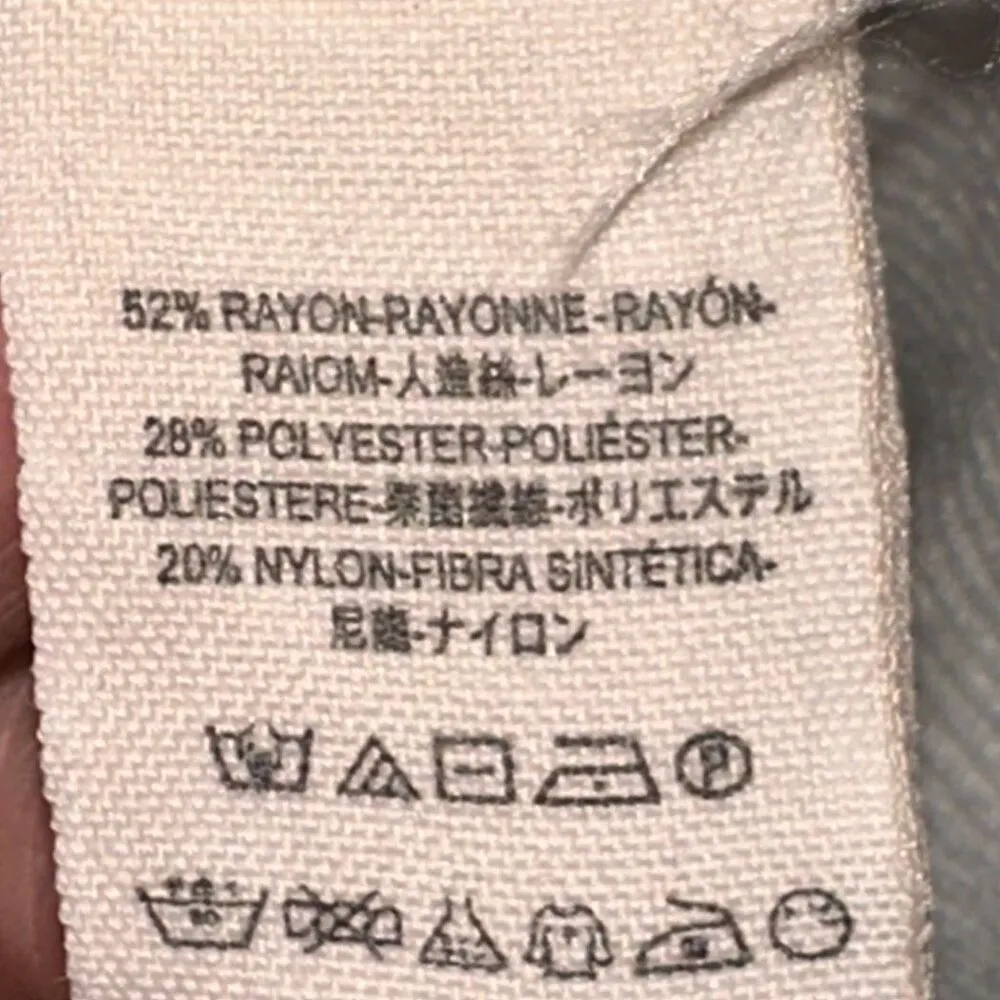 52% RAYON-RAYONNE-RAYÓN-
RAIOM-人造絲-レーヨン
28% POLYESTER-POLIÉSTER-
POLIESTERE-聚酯纖維-ポリエステル
20% NYLON-FIBRA SINTÉTICA-
尼龍-ナイロン
P